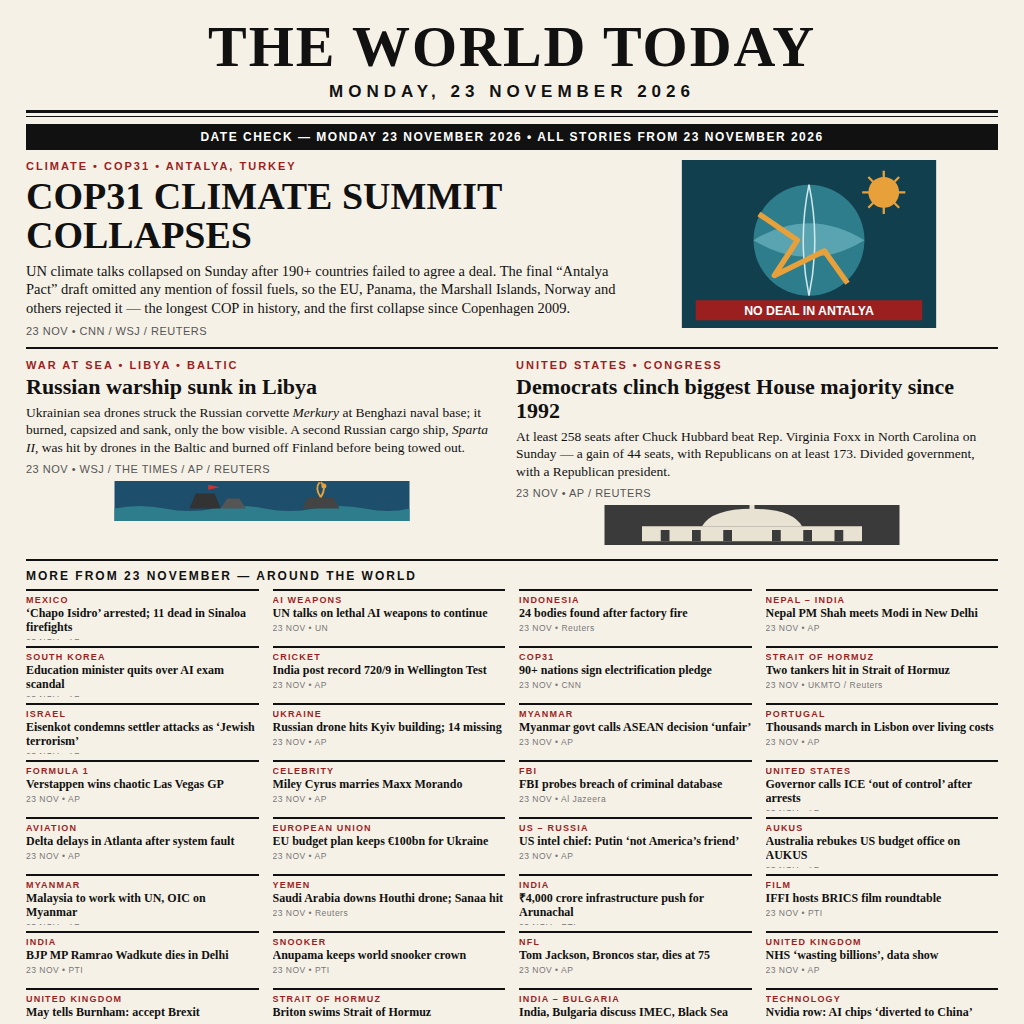 THE WORLD TODAY
MONDAY, 23 NOVEMBER 2026
DATE CHECK — MONDAY 23 NOVEMBER 2026 • ALL STORIES FROM 23 NOVEMBER 2026
CLIMATE • COP31 • ANTALYA, TURKEY
COP31 CLIMATE SUMMIT
COLLAPSES
UN climate talks collapsed on Sunday after 190+ countries failed to agree a deal. The final “Antalya
Pact” draft omitted any mention of fossil fuels, so the EU, Panama, the Marshall Islands, Norway and
others rejected it — the longest COP in history, and the first collapse since Copenhagen 2009.
23 NOV • CNN / WSJ / REUTERS
NO DEAL IN ANTALYA
WAR AT SEA • LIBYA • BALTIC
Russian warship sunk in Libya
Ukrainian sea drones struck the Russian corvette Merkury at Benghazi naval base; it
burned, capsized and sank, only the bow visible. A second Russian cargo ship, Sparta
II, was hit by drones in the Baltic and burned off Finland before being towed out.
23 NOV • WSJ / THE TIMES / AP / REUTERS
UNITED STATES • CONGRESS
Democrats clinch biggest House majority since
1992
At least 258 seats after Chuck Hubbard beat Rep. Virginia Foxx in North Carolina on
Sunday — a gain of 44 seats, with Republicans on at least 173. Divided government,
with a Republican president.
23 NOV • AP / REUTERS
MORE FROM 23 NOVEMBER — AROUND THE WORLD
MEXICO
‘Chapo Isidro’ arrested; 11 dead in Sinaloa
firefights
AI WEAPONS
UN talks on lethal AI weapons to continue
23 NOV • UN
INDONESIA
24 bodies found after factory fire
23 NOV • Reuters
NEPAL – INDIA
Nepal PM Shah meets Modi in New Delhi
23 NOV • AP
SOUTH KOREA
Education minister quits over AI exam
scandal
CRICKET
India post record 720/9 in Wellington Test
23 NOV • AP
COP31
90+ nations sign electrification pledge
23 NOV • CNN
STRAIT OF HORMUZ
Two tankers hit in Strait of Hormuz
23 NOV • UKMTO / Reuters
ISRAEL
Eisenkot condemns settler attacks as ‘Jewish
terrorism’
UKRAINE
Russian drone hits Kyiv building; 14 missing
23 NOV • AP
MYANMAR
Myanmar govt calls ASEAN decision ‘unfair’
23 NOV • AP
PORTUGAL
Thousands march in Lisbon over living costs
23 NOV • AP
FORMULA 1
Verstappen wins chaotic Las Vegas GP
23 NOV • AP
CELEBRITY
Miley Cyrus marries Maxx Morando
23 NOV • AP
FBI
FBI probes breach of criminal database
23 NOV • Al Jazeera
UNITED STATES
Governor calls ICE ‘out of control’ after
arrests
AVIATION
Delta delays in Atlanta after system fault
23 NOV • AP
EUROPEAN UNION
EU budget plan keeps €100bn for Ukraine
23 NOV • AP
US – RUSSIA
US intel chief: Putin ‘not America’s friend’
23 NOV • AP
AUKUS
Australia rebukes US budget office on
AUKUS
MYANMAR
Malaysia to work with UN, OIC on
Myanmar
YEMEN
Saudi Arabia downs Houthi drone; Sanaa hit
23 NOV • Reuters
INDIA
₹4,000 crore infrastructure push for
Arunachal
FILM
IFFI hosts BRICS film roundtable
23 NOV • PTI
INDIA
BJP MP Ramrao Wadkute dies in Delhi
23 NOV • PTI
SNOOKER
Anupama keeps world snooker crown
23 NOV • PTI
NFL
Tom Jackson, Broncos star, dies at 75
23 NOV • AP
UNITED KINGDOM
NHS ‘wasting billions’, data show
23 NOV • AP
UNITED KINGDOM
May tells Burnham: accept Brexit
STRAIT OF HORMUZ
Briton swims Strait of Hormuz
INDIA – BULGARIA
India, Bulgaria discuss IMEC, Black Sea
TECHNOLOGY
Nvidia row: AI chips ‘diverted to China’